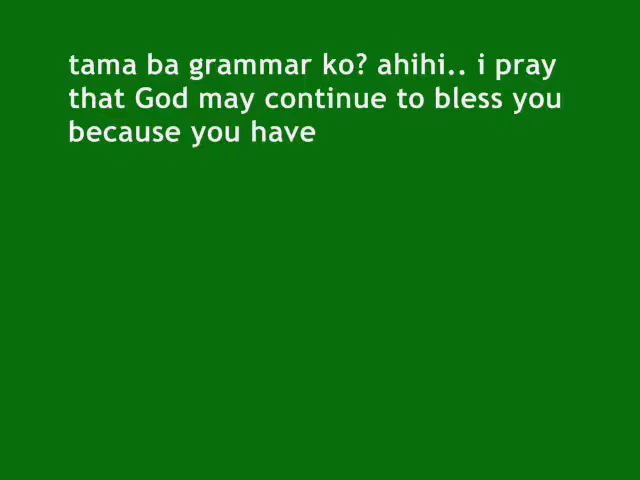 tama ba grammar ko? ahihi.. i pray
that God may continue to bless you
because you have